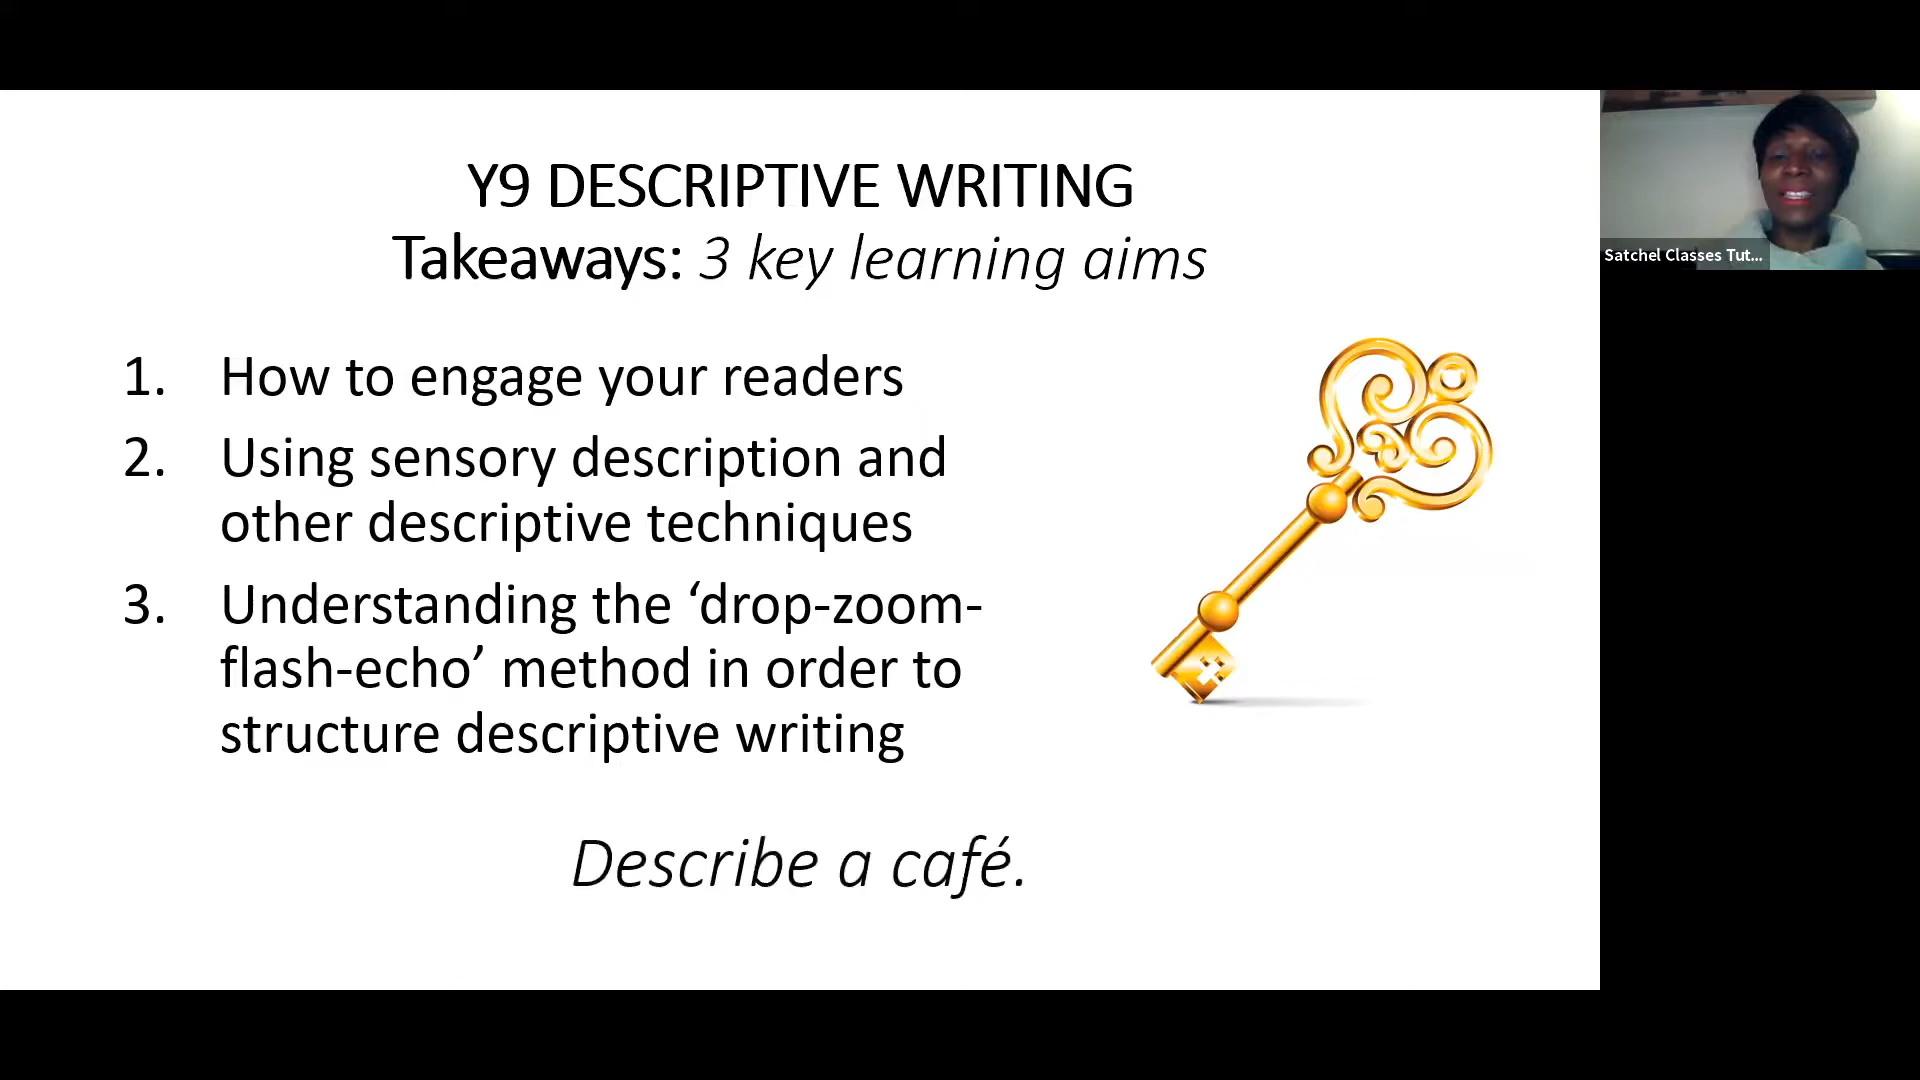 Y9 DESCRIPTIVE WRITING
Takeaways: 3 key learning aims
1. How to engage your readers
2. Using sensory description and
other descriptive techniques
3. Understanding the ‘drop-zoom-
flash-echo’ method in order to
structure descriptive writing
Describe a café.
Satchel Classes Tut...